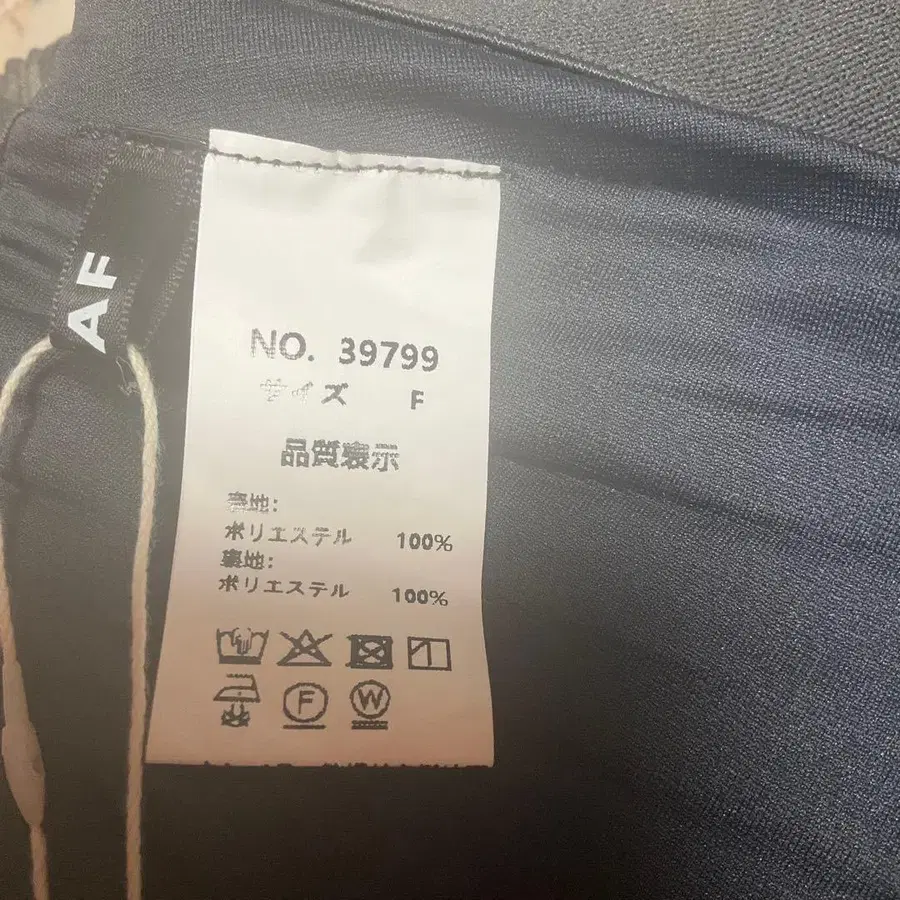 AF
NO. 39799
サイズ F
品質表示
表地:
ポリエステル 100%
裏地:
ポリエステル 100%
F W